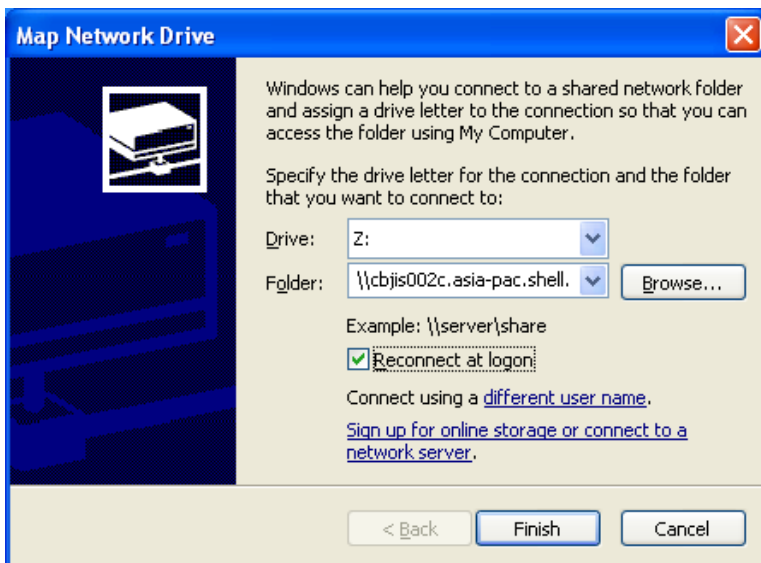 Map Network Drive
Windows can help you connect to a shared network folder
and assign a drive letter to the connection so that you can
access the folder using My Computer.
Specify the drive letter for the connection and the folder
that you want to connect to:
Drive: Z:
Folder: \\cbjis002c.asia-pac.shell. Browse...
Example: \\server\share
Reconnect at logon
Connect using a different user name.
Sign up for online storage or connect to a
network server.
< Back Finish Cancel